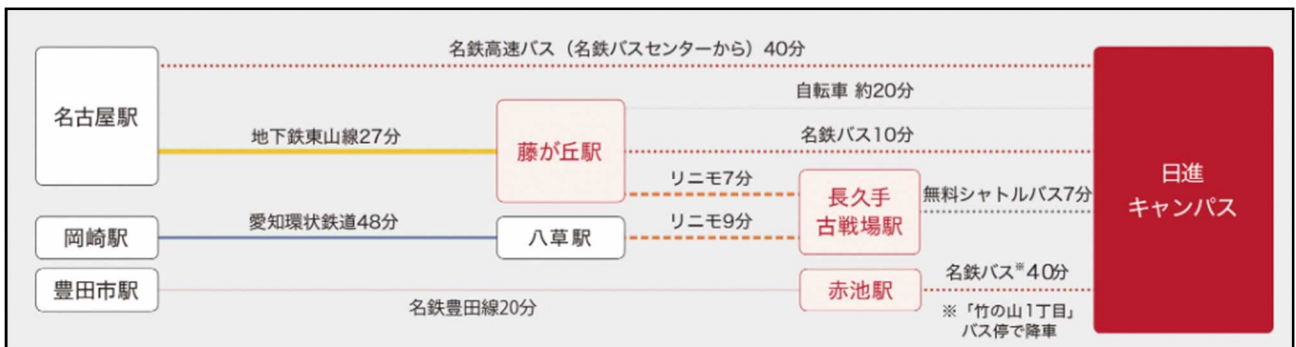 名鉄高速バス（名鉄バスセンターから）40分
名古屋駅
自転車 約20分
地下鉄東山線27分
藤が丘駅
名鉄バス10分
日進
キャンパス
リニモ7分
長久手
古戦場駅
無料シャトルバス7分
岡崎駅
愛知環状鉄道48分
八草駅
リニモ9分
豊田市駅
名鉄豊田線20分
赤池駅
名鉄バス※40分
※「竹の山1丁目」
バス停で降車